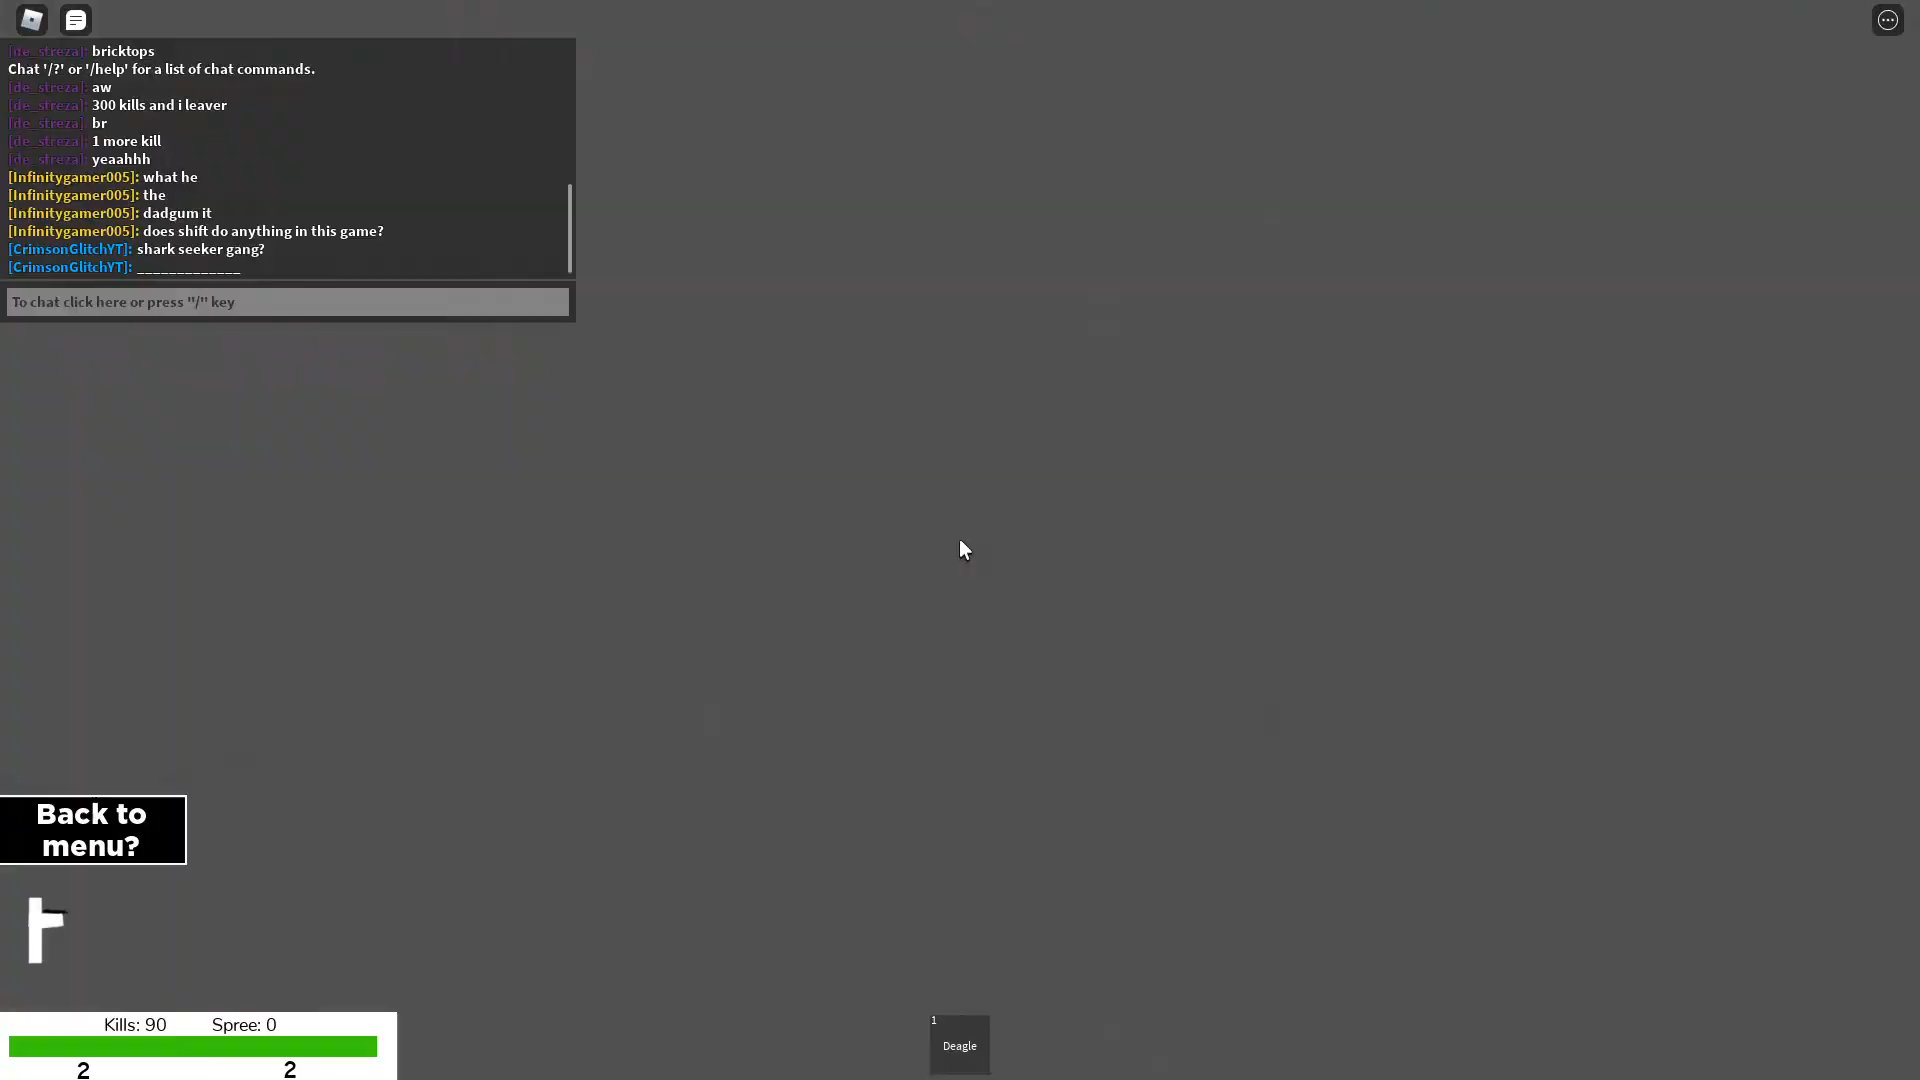 [de_streza]: bricktops
Chat '/?' or '/help' for a list of chat commands.
[de_streza]: aw
[de_streza]: 300 kills and i leaver
[de_streza]: br
[de_streza]: 1 more kill
[de_streza]: yeaahhh
[Infinitygamer005]: what he
[Infinitygamer005]: the
[Infinitygamer005]: dadgum it
[Infinitygamer005]: does shift do anything in this game?
[CrimsonGlitchYT]: shark seeker gang?
[CrimsonGlitchYT]: _____________
To chat click here or press "/" key
Back to
menu?
Kills: 90 Spree: 0
2 2
1
Deagle